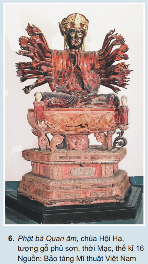 6. Phật bà Quan âm, chùa Hội Hạ,
tượng gỗ phủ sơn, thời Mạc, thế kỉ 16
Nguồn: Bảo tàng Mĩ thuật Việt Nam